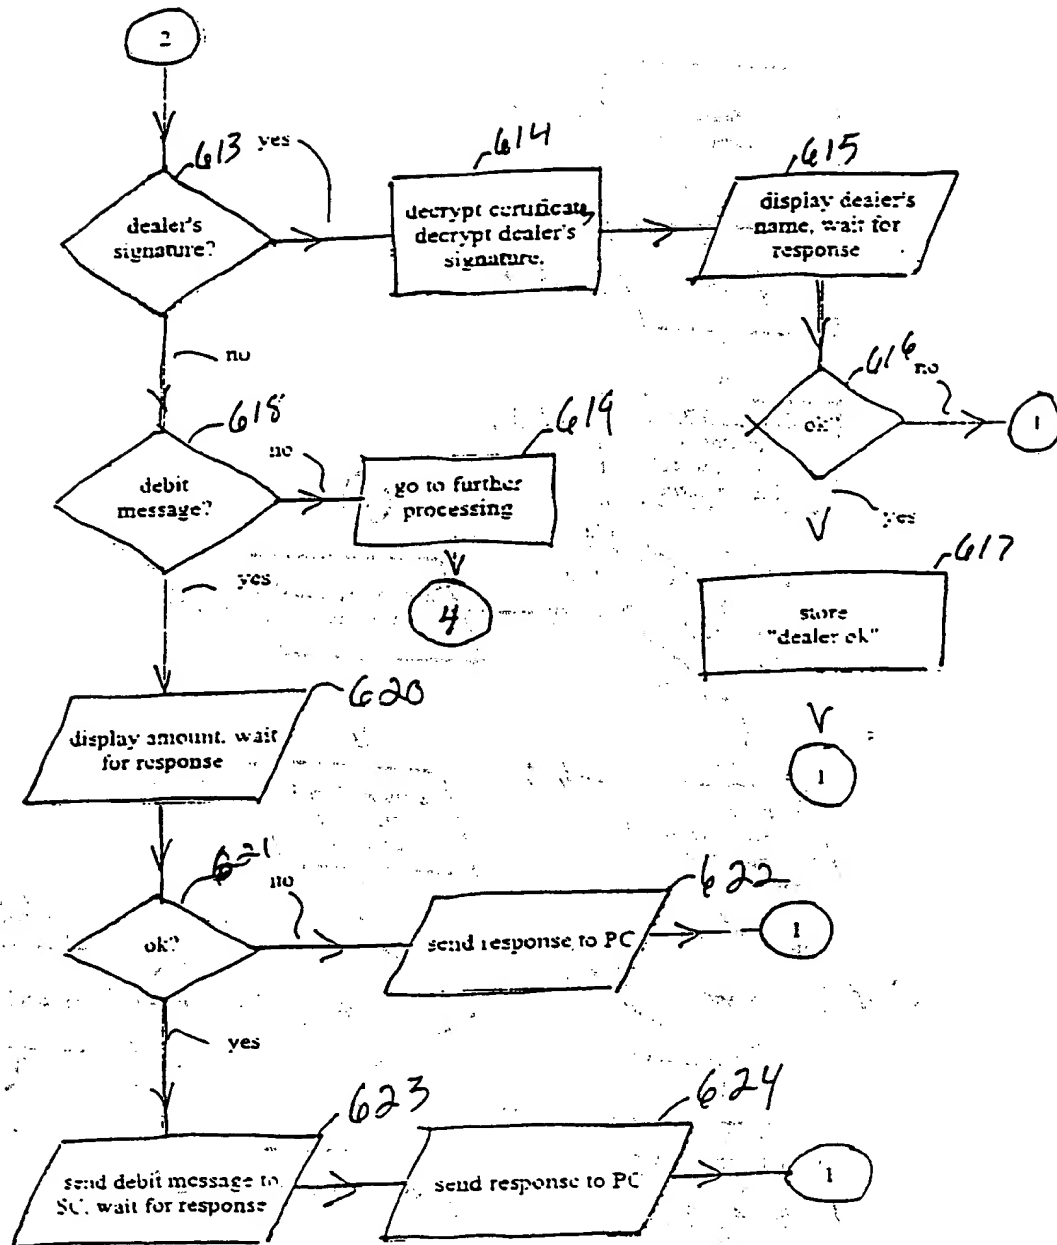 2
613
yes
614
615
dealer's
signature?
decrypt certificate,
decrypt dealer's
signature.
display dealer's
name, wait for
response
no
616
no
ok?
1
618
no
619
debit
message?
go to further
processing
yes
4
yes
617
store
"dealer ok"
620
display amount, wait
for response
1
621
no
622
ok?
send response to PC
1
yes
623
624
send debit message to
SC, wait for response
send response to PC
1